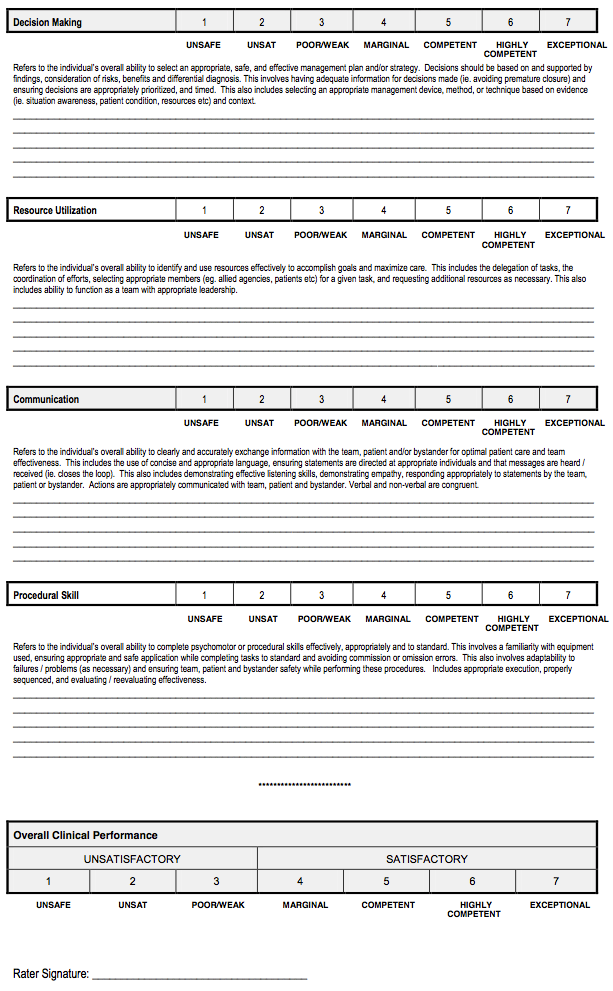 Decision Making 1 2 3 4 5 6 7
UNSAFE UNSAT POOR/WEAK MARGINAL COMPETENT HIGHLY COMPETENT EXCEPTIONAL
Refers to the individual's overall ability to select an appropriate, safe, and effective management plan and/or strategy. Decisions should be based on and supported by
findings, consideration of risks, benefits and differential diagnosis. This involves having adequate information for decisions made (ie. avoiding premature closure) and
ensuring decisions are appropriately prioritized, and timed. This also includes selecting an appropriate management device, method, or technique based on evidence
(ie. situation awareness, patient condition, resources etc) and context.
Resource Utilization 1 2 3 4 5 6 7
UNSAFE UNSAT POOR/WEAK MARGINAL COMPETENT HIGHLY COMPETENT EXCEPTIONAL
Refers to the individual's overall ability to identify and use resources effectively to accomplish goals and maximize care. This includes the delegation of tasks, the
coordination of efforts, selecting appropriate members (eg. allied agencies, patients etc) for a given task, and requesting additional resources as necessary. This also
includes ability to function as a team with appropriate leadership.
Communication 1 2 3 4 5 6 7
UNSAFE UNSAT POOR/WEAK MARGINAL COMPETENT HIGHLY COMPETENT EXCEPTIONAL
Refers to the individual's overall ability to clearly and accurately exchange information with the team, patient and/or bystander for optimal patient care and team
effectiveness. This includes the use of concise and appropriate language, ensuring statements are directed at appropriate individuals and that messages are heard /
received (ie. closes the loop). This also includes demonstrating effective listening skills, demonstrating empathy, responding appropriately to statements by the team,
patient or bystander. Actions are appropriately communicated with team, patient and bystander. Verbal and non-verbal are congruent.
Procedural Skill 1 2 3 4 5 6 7
UNSAFE UNSAT POOR/WEAK MARGINAL COMPETENT HIGHLY COMPETENT EXCEPTIONAL
Refers to the individual's overall ability to complete psychomotor or procedural skills effectively, appropriately and to standard. This involves a familiarity with equipment
used, ensuring appropriate and safe application while completing tasks to standard and avoiding commission or omission errors. This also involves adaptability to
failures / problems (as necessary) and ensuring team, patient and bystander safety while performing these procedures. Includes appropriate execution, properly
sequenced, and evaluating / reevaluating effectiveness.
*************************
Overall Clinical Performance
UNSATISFACTORY SATISFACTORY
1 2 3 4 5 6 7
UNSAFE UNSAT POOR/WEAK MARGINAL COMPETENT HIGHLY COMPETENT EXCEPTIONAL
Rater Signature: ________________________________